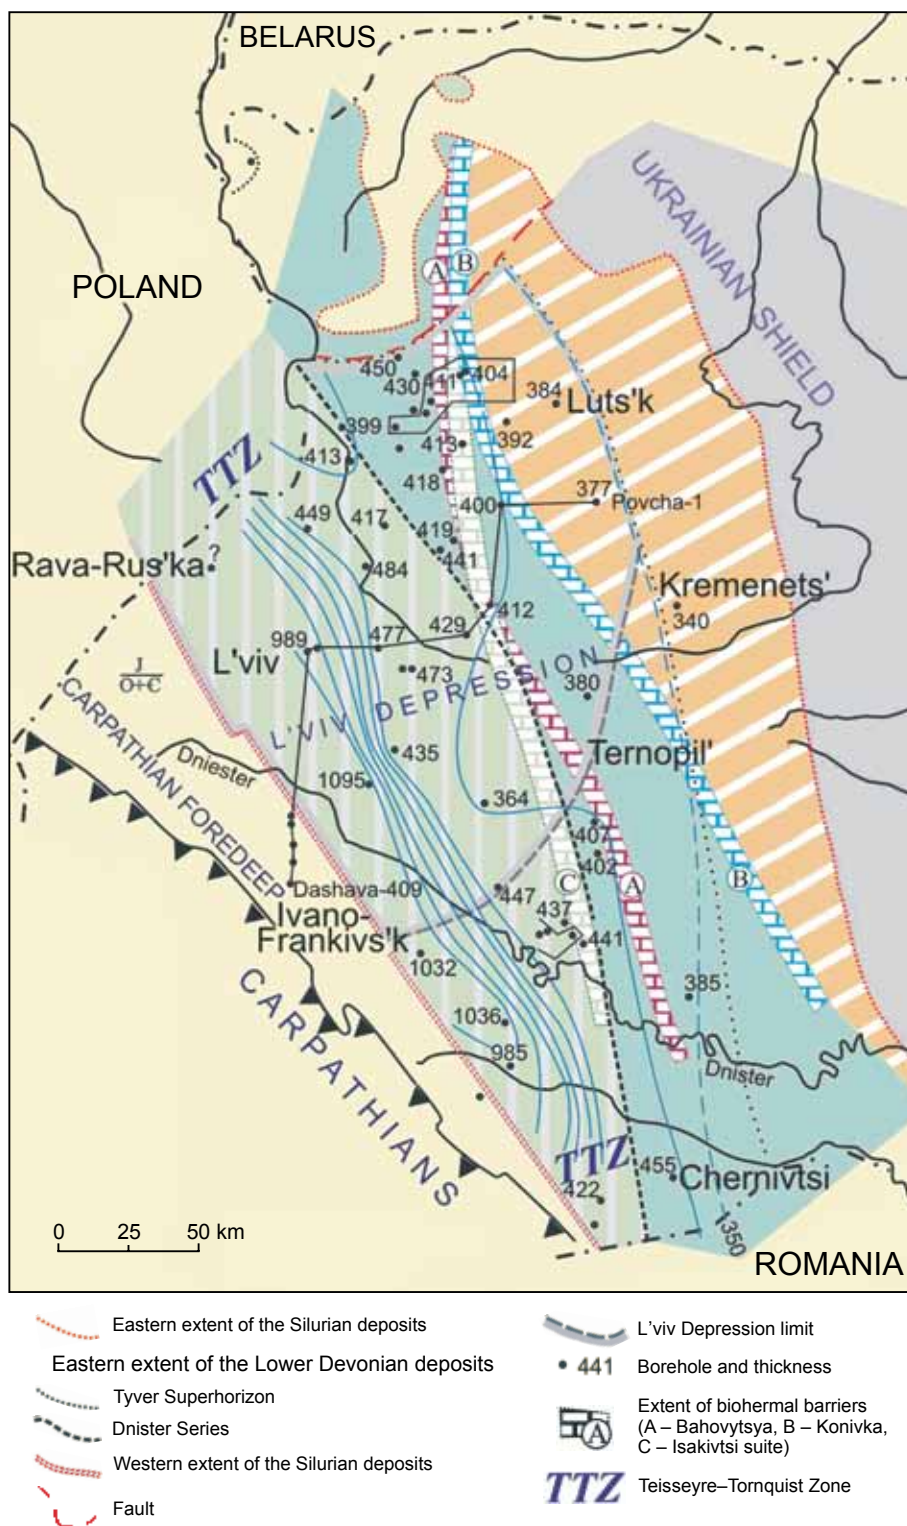 BELARUS
UKRAINIAN SHIELD
POLAND
A
B
450
430
411
404
384
Luts'k
399
392
413
413
TTZ
418
400
377
Povcha-1
449
417
419
441
Rava-Rus'ka
?
484
Kremenets'
412
340
989
477
429
L'viv
473
380
J
O+C
L'VIV DEPRESSION
CARPATHIAN FOREDEEP
Dniester
435
Ternopil'
1095
364
407
402
Dashava-409
447
C
A
B
Ivano-
Frankivs'k
437
441
1032
385
CARPATHIANS
1036
985
Dnister
TTZ
455
Chernivtsi
422
350
0 25 50 km
ROMANIA
Eastern extent of the Silurian deposits
Eastern extent of the Lower Devonian deposits
Tyver Superhorizon
Dnister Series
Western extent of the Silurian deposits
Fault
L'viv Depression limit
441 Borehole and thickness
A
Extent of biohermal barriers
(A – Bahovytsya, B – Konivka,
C – Isakivtsi suite)
TTZ Teisseyre–Tornquist Zone